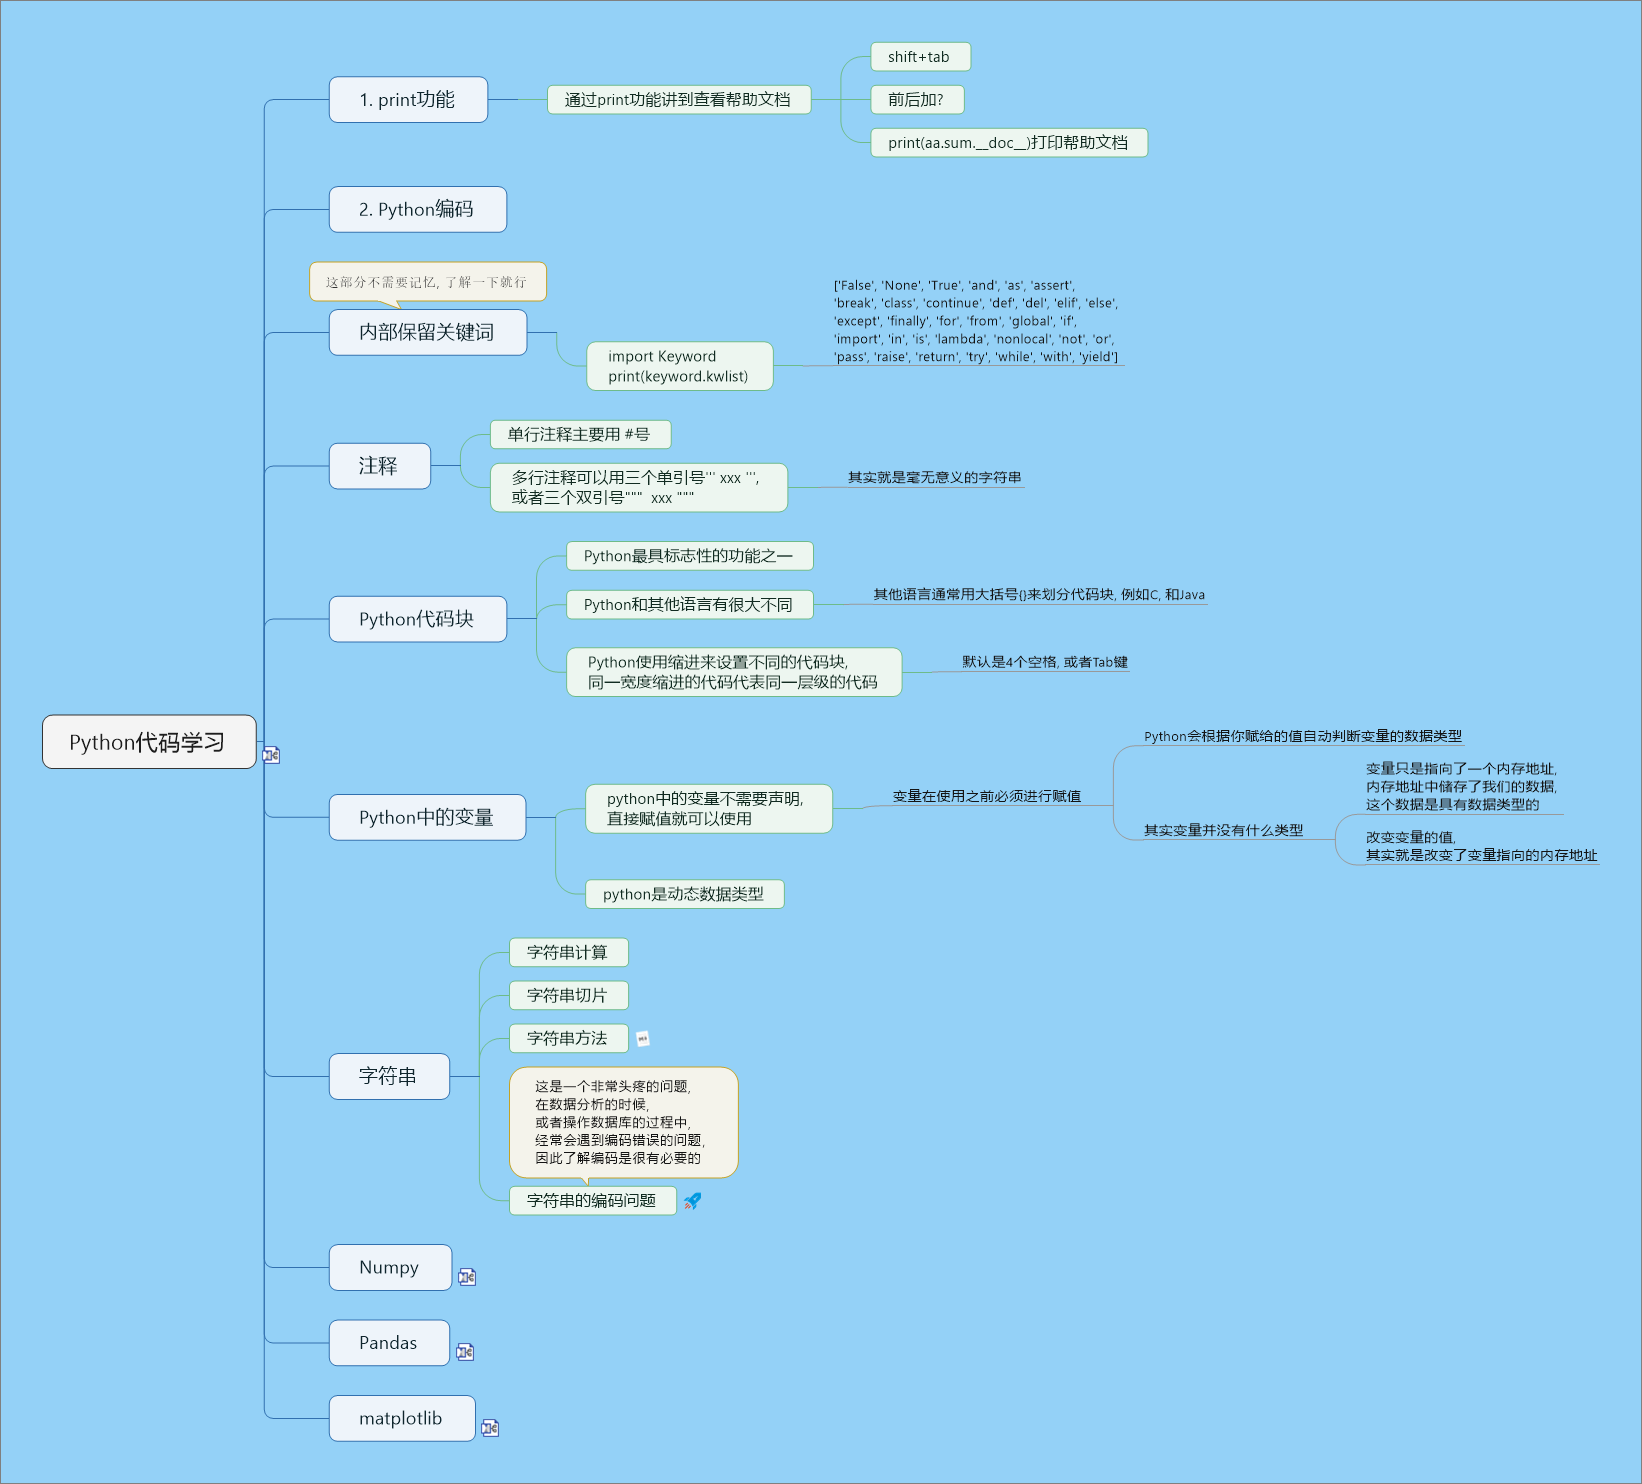 shift+tab
1. print功能
通过print功能讲到查看帮助文档
前后加?
print(aa.sum.__doc__)打印帮助文档
2. Python编码
这部分不需要记忆, 了解一下就行
内部保留关键词
import Keyword
print(keyword.kwlist)
['False', 'None', 'True', 'and', 'as', 'assert',
'break', 'class', 'continue', 'def', 'del', 'elif', 'else',
'except', 'finally', 'for', 'from', 'global', 'if',
'import', 'in', 'is', 'lambda', 'nonlocal', 'not', 'or',
'pass', 'raise', 'return', 'try', 'while', 'with', 'yield']
注释
单行注释主要用 #号
多行注释可以用三个单引号''' xxx ''',
或者三个双引号"""  xxx """
其实就是毫无意义的字符串
Python代码块
Python最具标志性的功能之一
Python和其他语言有很大不同
其他语言通常用大括号{}来划分代码块, 例如C, 和Java
Python使用缩进来设置不同的代码块,
同一宽度缩进的代码代表同一层级的代码
默认是4个空格, 或者Tab键
Python代码学习
Python中的变量
python中的变量不需要声明,
直接赋值就可以使用
变量在使用之前必须进行赋值
Python会根据你赋给的值自动判断变量的数据类型
其实变量并没有什么类型
变量只是指向了一个内存地址,
内存地址中储存了我们的数据,
这个数据是具有数据类型的
改变变量的值,
其实就是改变了变量指向的内存地址
python是动态数据类型
字符串
字符串计算
字符串切片
字符串方法
这是一个非常头疼的问题,
在数据分析的时候,
或者操作数据库的过程中,
经常会遇到编码错误的问题,
因此了解编码是很有必要的
字符串的编码问题
Numpy
Pandas
matplotlib